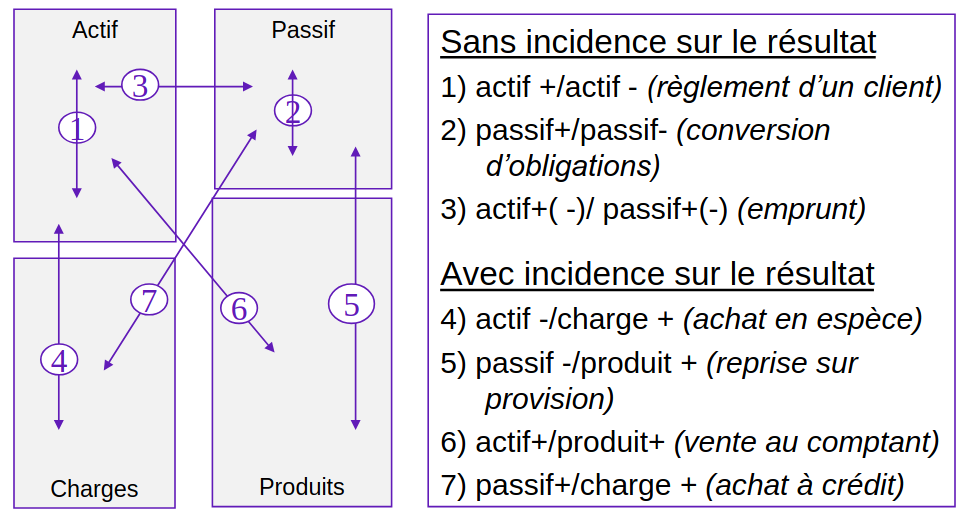 Actif
Passif
3
2
1
7
6
5
4
Charges
Produits
Sans incidence sur le résultat
1) actif +/actif - (règlement d’un client)
2) passif+/passif- (conversion
d’obligations)
3) actif+( -)/ passif+(-) (emprunt)
Avec incidence sur le résultat
4) actif -/charge + (achat en espèce)
5) passif -/produit + (reprise sur
provision)
6) actif+/produit+ (vente au comptant)
7) passif+/charge + (achat à crédit)